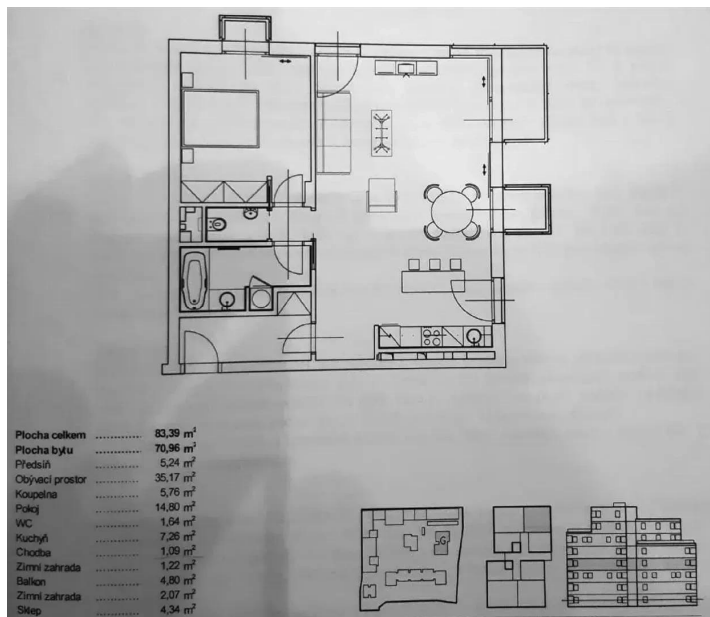 Plocha celkem ............ 83,39 m²
Plocha bytu ............ 70,96 m²
Předsíň ............ 5,24 m²
Obývací prostor ............ 35,17 m²
Koupelna ............ 5,76 m²
Pokoj ............ 14,80 m²
WC ............ 1,64 m²
Kuchyň ............ 7,26 m²
Chodba ............ 1,09 m²
Zimní zahrada ............ 1,22 m²
Balkon ............ 4,80 m²
Zimní zahrada ............ 2,07 m²
Sklep ............ 4,34 m²
G